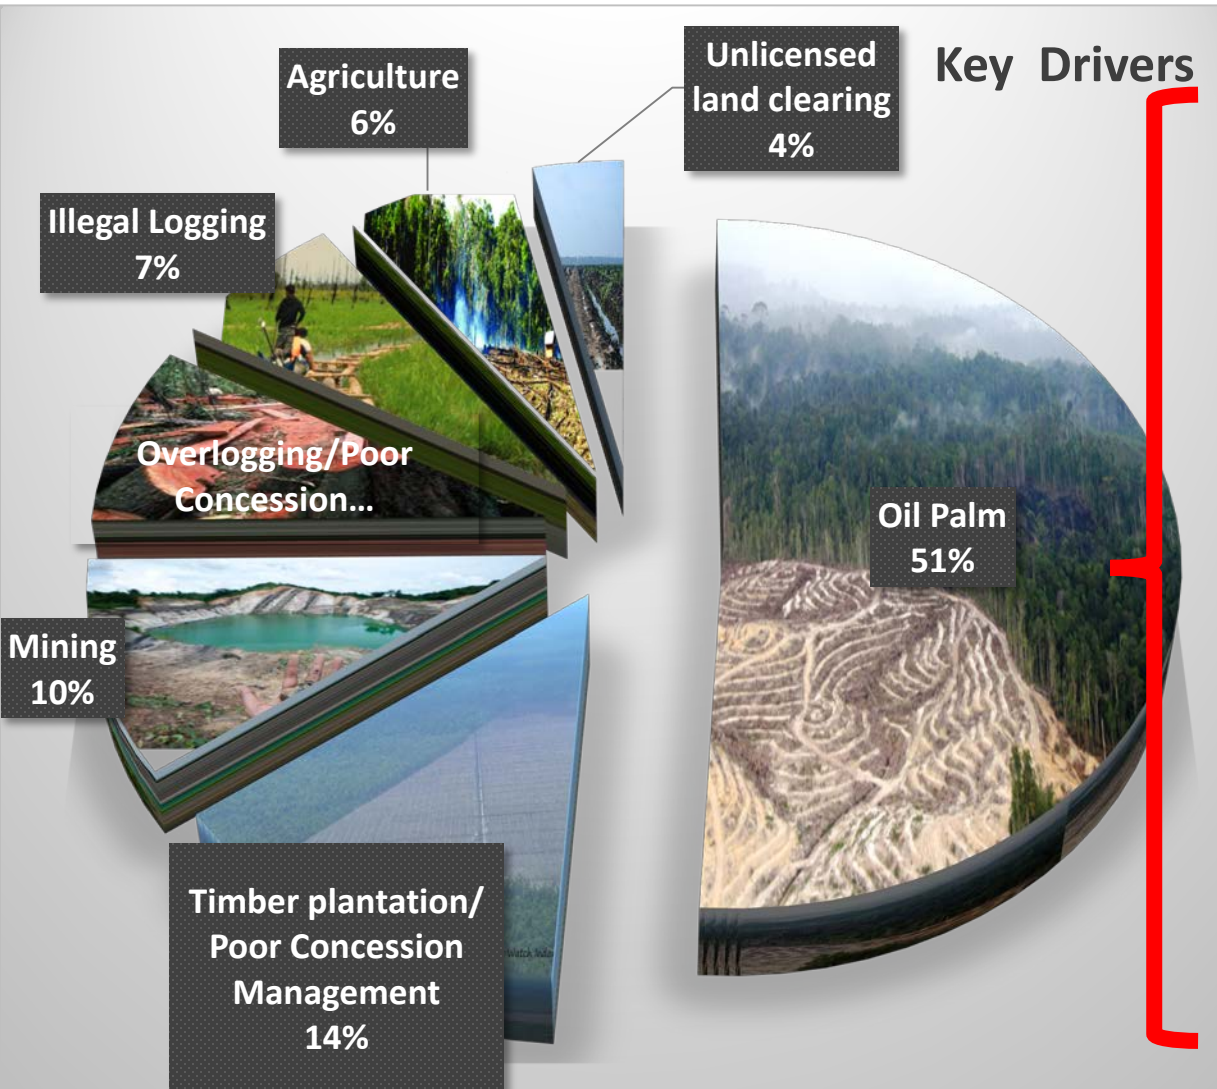 Key Drivers
Unlicensed
land clearing
4%
Agriculture
6%
Illegal Logging
7%
Overlogging/Poor
Concession…
Oil Palm
51%
Mining
10%
Timber plantation/
Poor Concession
Management
14%
Watch